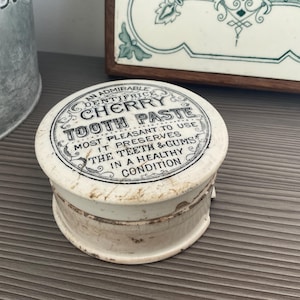 AN ADMIRABLE
DENTIFRICE
CHERRY
TOOTH PASTE
MOST PLEASANT TO USE
IT PRESERVES
THE TEETH & GUMS
IN A HEALTHY
CONDITION